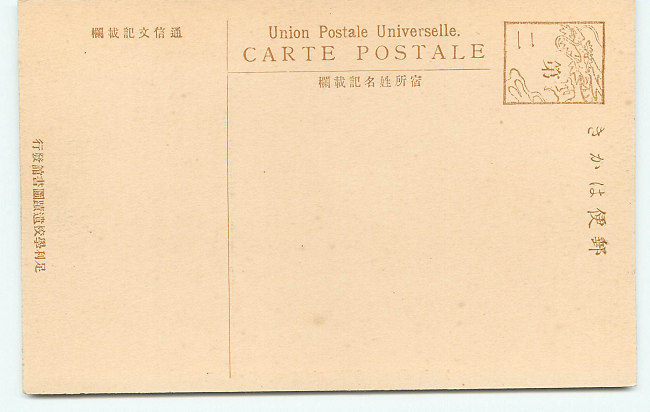 Union Postale Universelle.
CARTE POSTALE
宿所姓名記載欄
通信文記載欄
郵便はかき
足利學校遺蹟圖書館發行